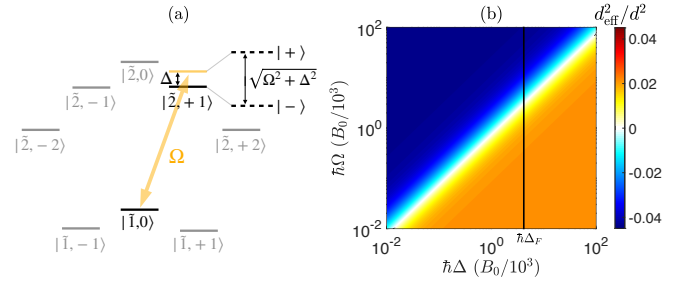 (a)
|2̃,0⟩
Δ
|+⟩
√Ω² + Δ²
|2̃, −1⟩
|2̃, +1⟩
|−⟩
|2̃, −2⟩
|2̃, +2⟩
Ω
|1̃,0⟩
|1̃, −1⟩
|1̃, +1⟩
(b)
d²eff/d²
10²
10⁰
10⁻²
ℏΩ (B₀/10³)
10⁻²
10⁰
ℏΔ_F
10²
ℏΔ (B₀/10³)
0.04
0.02
0
-0.02
-0.04